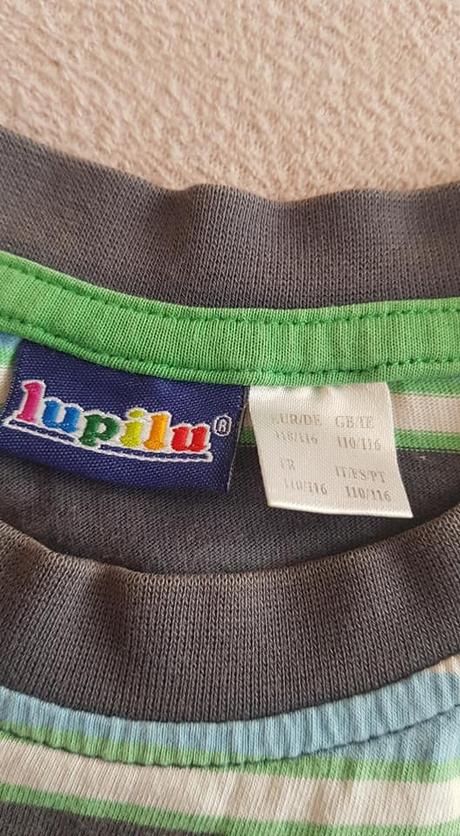 lupilu®
EUR/DE GB/IE
110/116 110/116
FR IT/ES/PT
110/116 110/116